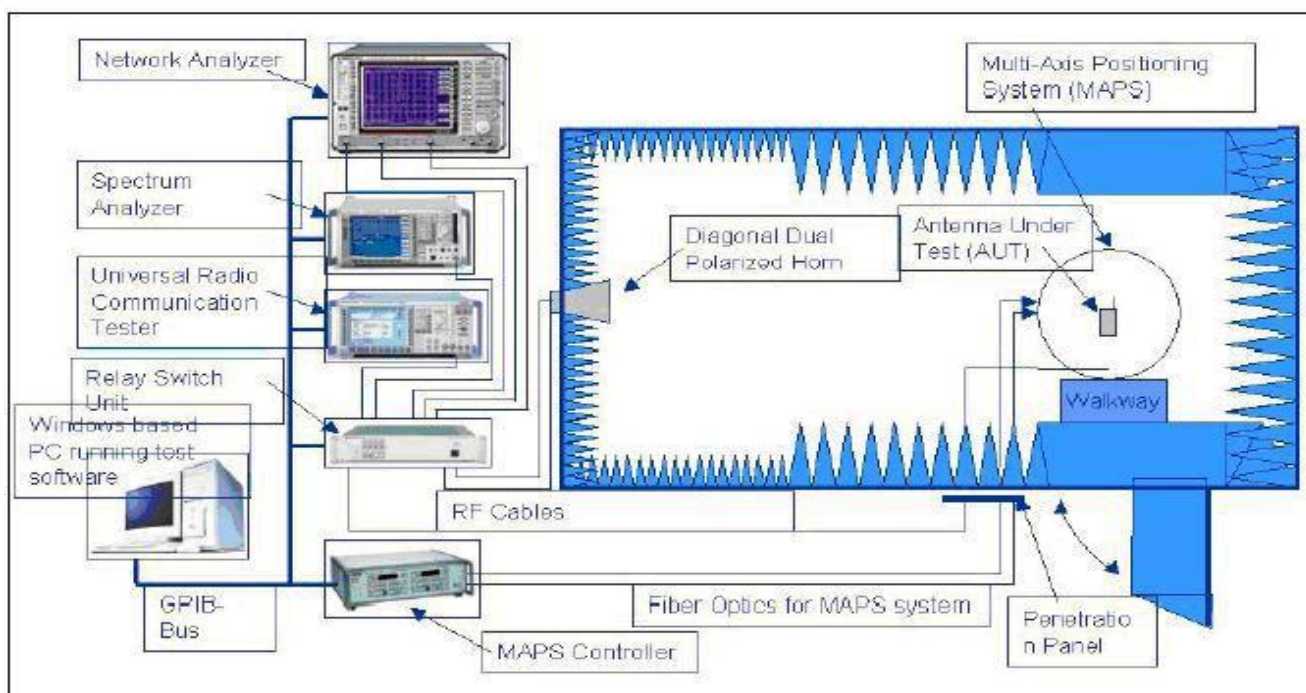 Network Analyzer
Multi-Axis Positioning
System (MAPS)
Spectrum
Analyzer
Diagonal Dual
Polarized Horn
Antenna Under
Test (AUT)
Universal Radio
Communication
Tester
Relay Switch
Unit
Walkway
Windows based
PC running test
software
RF Cables
GPIB-
Bus
Fiber Optics for MAPS system
MAPS Controller
Penetratio
n Panel